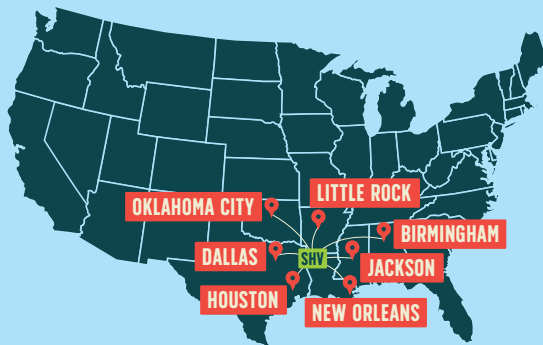 LITTLE ROCK
OKLAHOMA CITY
BIRMINGHAM
DALLAS
SHV
JACKSON
HOUSTON
NEW ORLEANS